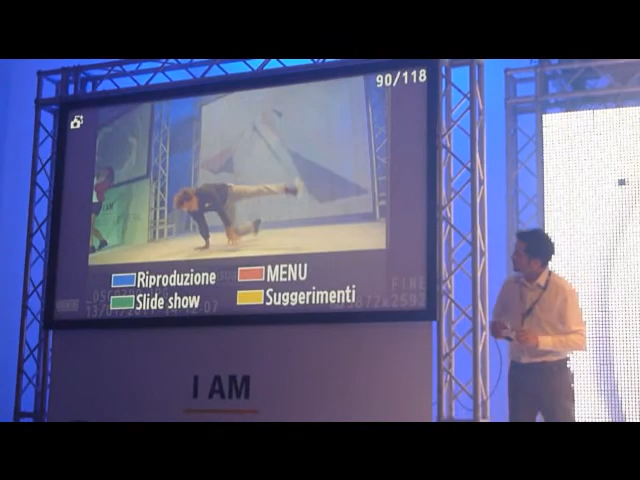 90/118
Riproduzione
MENU
Slide show
Suggerimenti
FINE
I AM